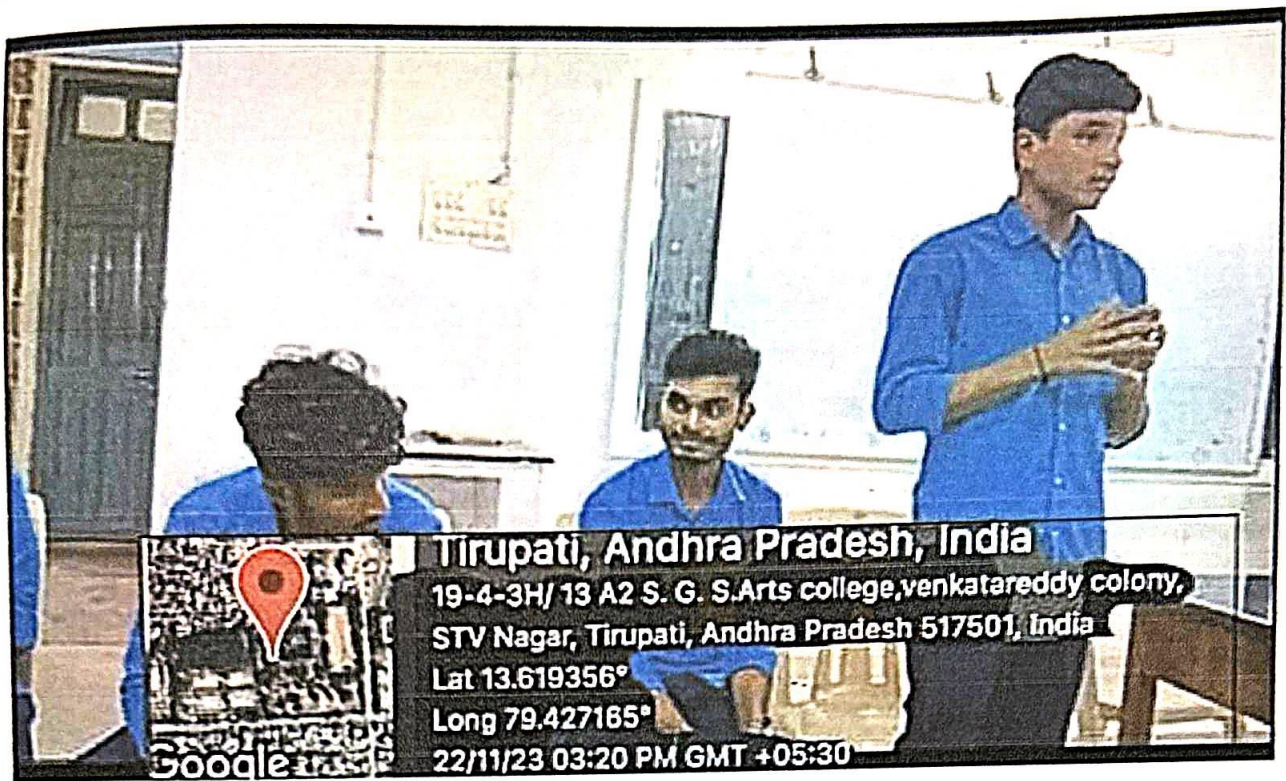 Tirupati, Andhra Pradesh, India
19-4-3H/ 13 A2 S. G. S.Arts college,venkatareddy colony,
STV Nagar, Tirupati, Andhra Pradesh 517501, India
Lat 13.619356°
Long 79.427165°
22/11/23 03:20 PM GMT +05:30
Google